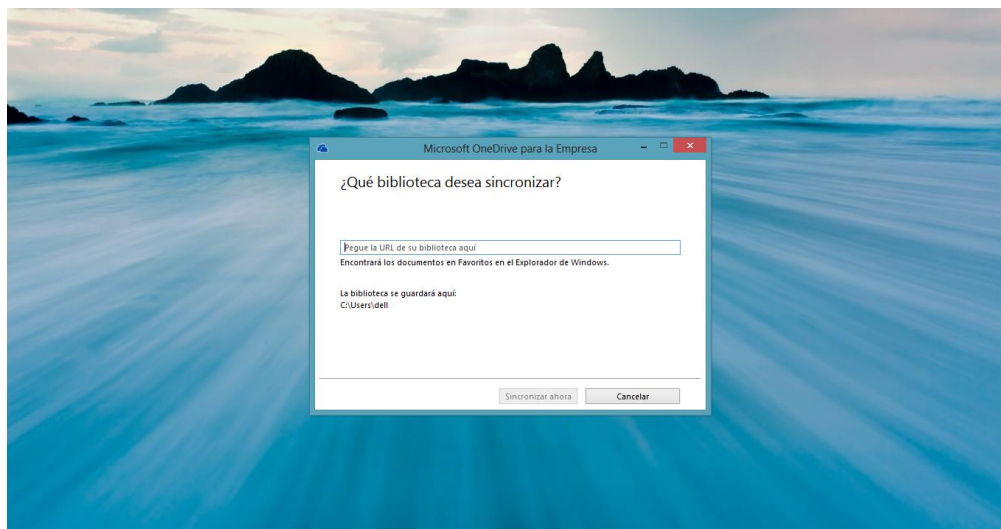 Microsoft OneDrive para la Empresa
¿Qué biblioteca desea sincronizar?
Pegue la URL de su biblioteca aquí
Encontrará los documentos en Favoritos en el Explorador de Windows.
La biblioteca se guardará aquí:
C:\Users\dell
Sincronizar ahora
Cancelar